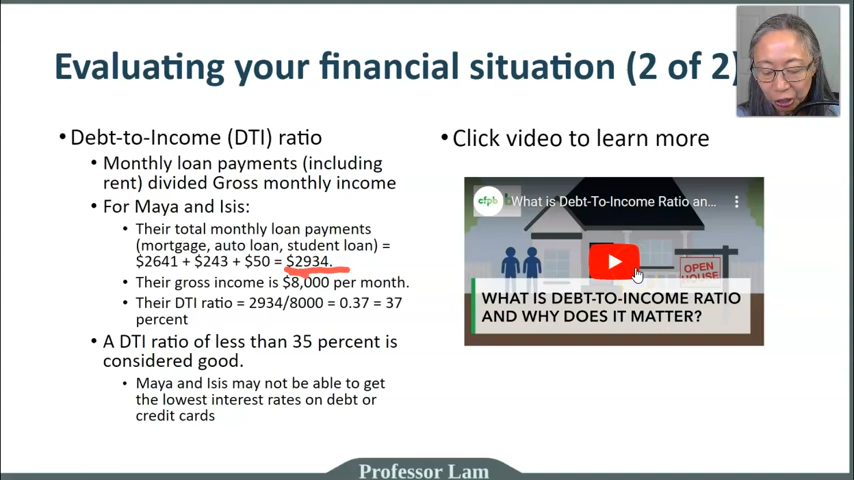 Evaluating your financial situation (2 of 2)
• Debt-to-Income (DTI) ratio
• Monthly loan payments (including
rent) divided Gross monthly income
• For Maya and Isis:
• Their total monthly loan payments
(mortgage, auto loan, student loan) =
$2641 + $243 + $50 = $2934.
• Their gross income is $8,000 per month.
• Their DTI ratio = 2934/8000 = 0.37 = 37
percent
• A DTI ratio of less than 35 percent is
considered good.
• Maya and Isis may not be able to get
the lowest interest rates on debt or
credit cards
• Click video to learn more
cfpb
What is Debt-To-Income Ratio an...
OPEN
HOUSE
WHAT IS DEBT-TO-INCOME RATIO
AND WHY DOES IT MATTER?
Professor Lam